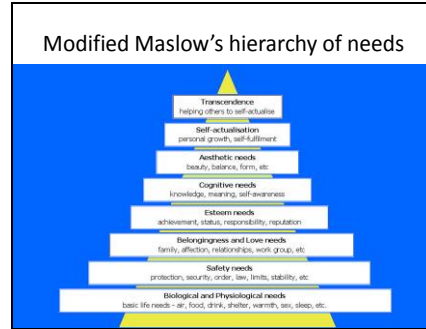 Modified Maslow's hierarchy of needs
Transcendence
helping others to self-actualise
Self-actualisation
personal growth, self-fulfilment
Aesthetic needs
beauty, balance, form, etc
Cognitive needs
knowledge, meaning, self-awareness
Esteem needs
achievement, status, responsibility, reputation
Belongingness and Love needs
family, affection, relationships, work group, etc
Safety needs
protection, security, order, law, limits, stability, etc
Biological and Physiological needs
basic life needs - air, food, drink, shelter, warmth, sex, sleep, etc.